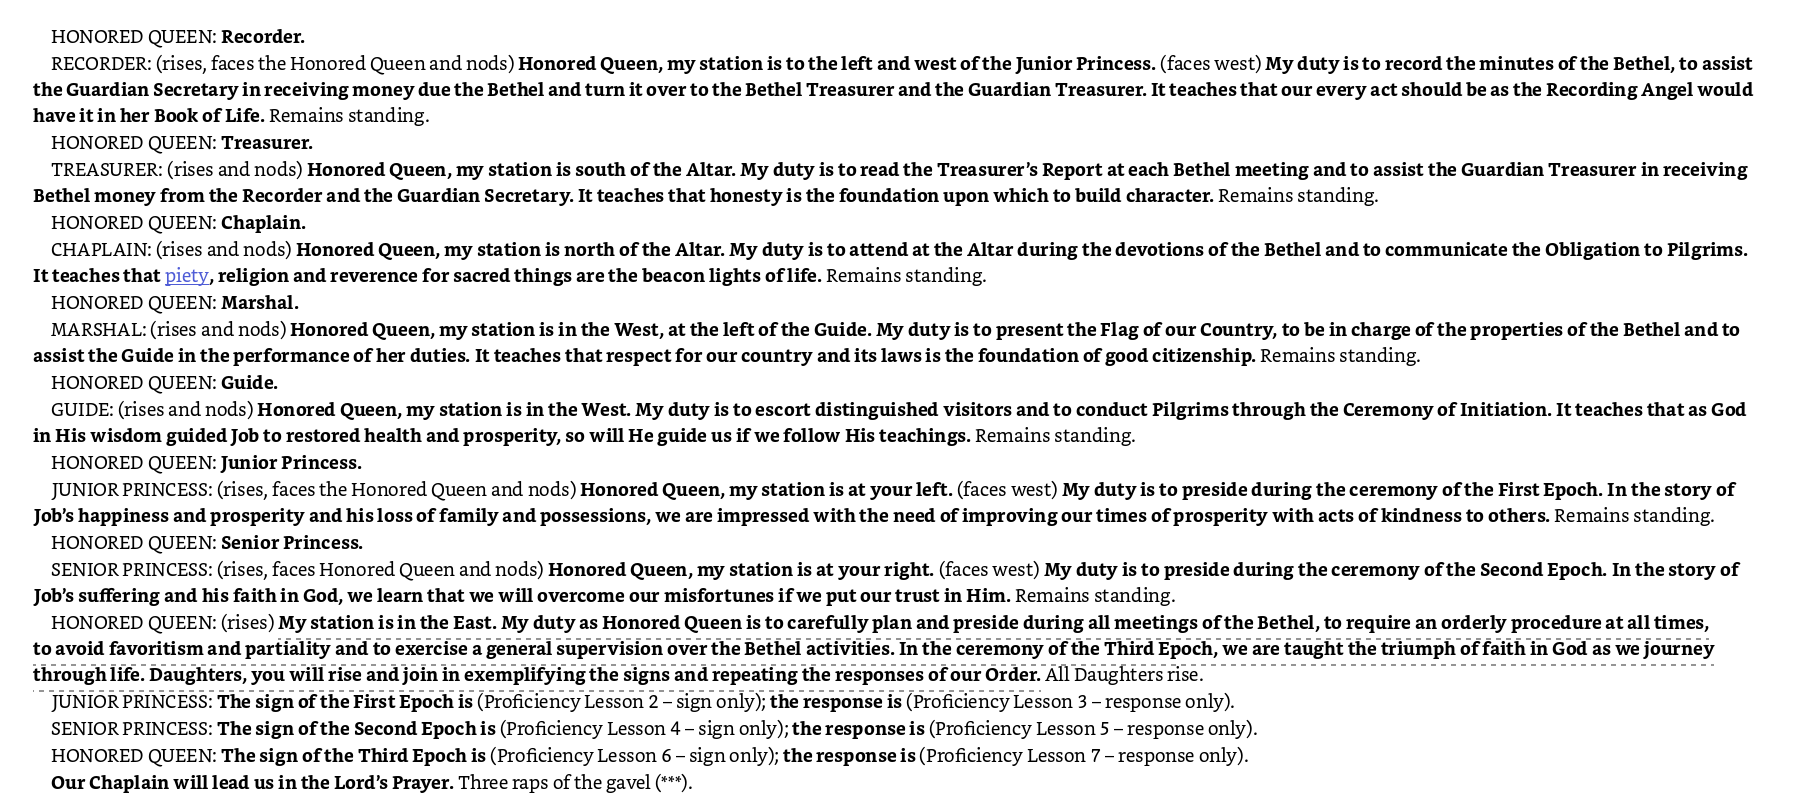 HONORED QUEEN: Recorder.
RECORDER: (rises, faces the Honored Queen and nods) Honored Queen, my station is to the left and west of the Junior Princess. (faces west) My duty is to record the minutes of the Bethel, to assist
the Guardian Secretary in receiving money due the Bethel and turn it over to the Bethel Treasurer and the Guardian Treasurer. It teaches that our every act should be as the Recording Angel would
have it in her Book of Life. Remains standing.
HONORED QUEEN: Treasurer.
TREASURER: (rises and nods) Honored Queen, my station is south of the Altar. My duty is to read the Treasurer’s Report at each Bethel meeting and to assist the Guardian Treasurer in receiving
Bethel money from the Recorder and the Guardian Secretary. It teaches that honesty is the foundation upon which to build character. Remains standing.
HONORED QUEEN: Chaplain.
CHAPLAIN: (rises and nods) Honored Queen, my station is north of the Altar. My duty is to attend at the Altar during the devotions of the Bethel and to communicate the Obligation to Pilgrims.
It teaches that piety, religion and reverence for sacred things are the beacon lights of life. Remains standing.
HONORED QUEEN: Marshal.
MARSHAL: (rises and nods) Honored Queen, my station is in the West, at the left of the Guide. My duty is to present the Flag of our Country, to be in charge of the properties of the Bethel and to
assist the Guide in the performance of her duties. It teaches that respect for our country and its laws is the foundation of good citizenship. Remains standing.
HONORED QUEEN: Guide.
GUIDE: (rises and nods) Honored Queen, my station is in the West. My duty is to escort distinguished visitors and to conduct Pilgrims through the Ceremony of Initiation. It teaches that as God
in His wisdom guided Job to restored health and prosperity, so will He guide us if we follow His teachings. Remains standing.
HONORED QUEEN: Junior Princess.
JUNIOR PRINCESS: (rises, faces the Honored Queen and nods) Honored Queen, my station is at your left. (faces west) My duty is to preside during the ceremony of the First Epoch. In the story of
Job’s happiness and prosperity and his loss of family and possessions, we are impressed with the need of improving our times of prosperity with acts of kindness to others. Remains standing.
HONORED QUEEN: Senior Princess.
SENIOR PRINCESS: (rises, faces Honored Queen and nods) Honored Queen, my station is at your right. (faces west) My duty is to preside during the ceremony of the Second Epoch. In the story of
Job’s suffering and his faith in God, we learn that we will overcome our misfortunes if we put our trust in Him. Remains standing.
HONORED QUEEN: (rises) My station is in the East. My duty as Honored Queen is to carefully plan and preside during all meetings of the Bethel, to require an orderly procedure at all times,
to avoid favoritism and partiality and to exercise a general supervision over the Bethel activities. In the ceremony of the Third Epoch, we are taught the triumph of faith in God as we journey
through life. Daughters, you will rise and join in exemplifying the signs and repeating the responses of our Order. All Daughters rise.
JUNIOR PRINCESS: The sign of the First Epoch is (Proficiency Lesson 2 – sign only); the response is (Proficiency Lesson 3 – response only).
SENIOR PRINCESS: The sign of the Second Epoch is (Proficiency Lesson 4 – sign only); the response is (Proficiency Lesson 5 – response only).
HONORED QUEEN: The sign of the Third Epoch is (Proficiency Lesson 6 – sign only); the response is (Proficiency Lesson 7 – response only).
Our Chaplain will lead us in the Lord’s Prayer. Three raps of the gavel (***).